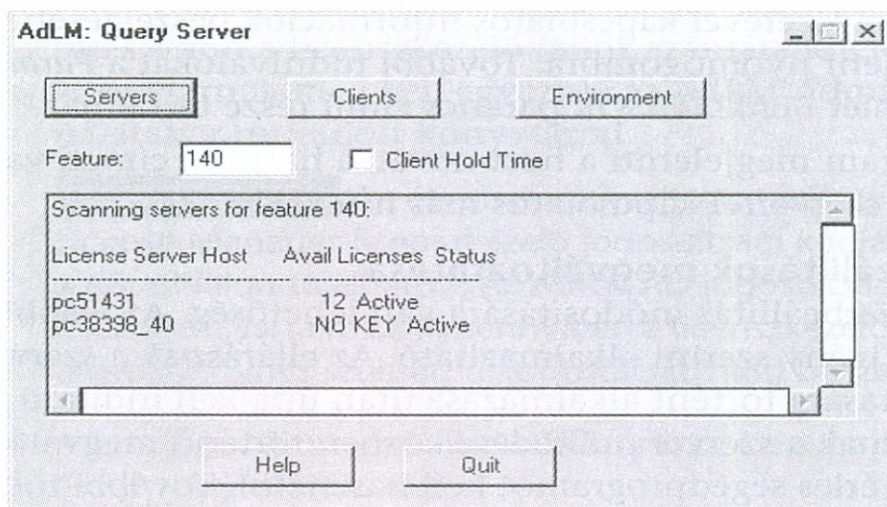 AdLM: Query Server
Servers Clients Environment
Feature: 140 Client Hold Time
Scanning servers for feature 140:
License Server Host Avail Licenses Status
pc51431 12 Active
pc38398_40 NO KEY Active
Help Quit